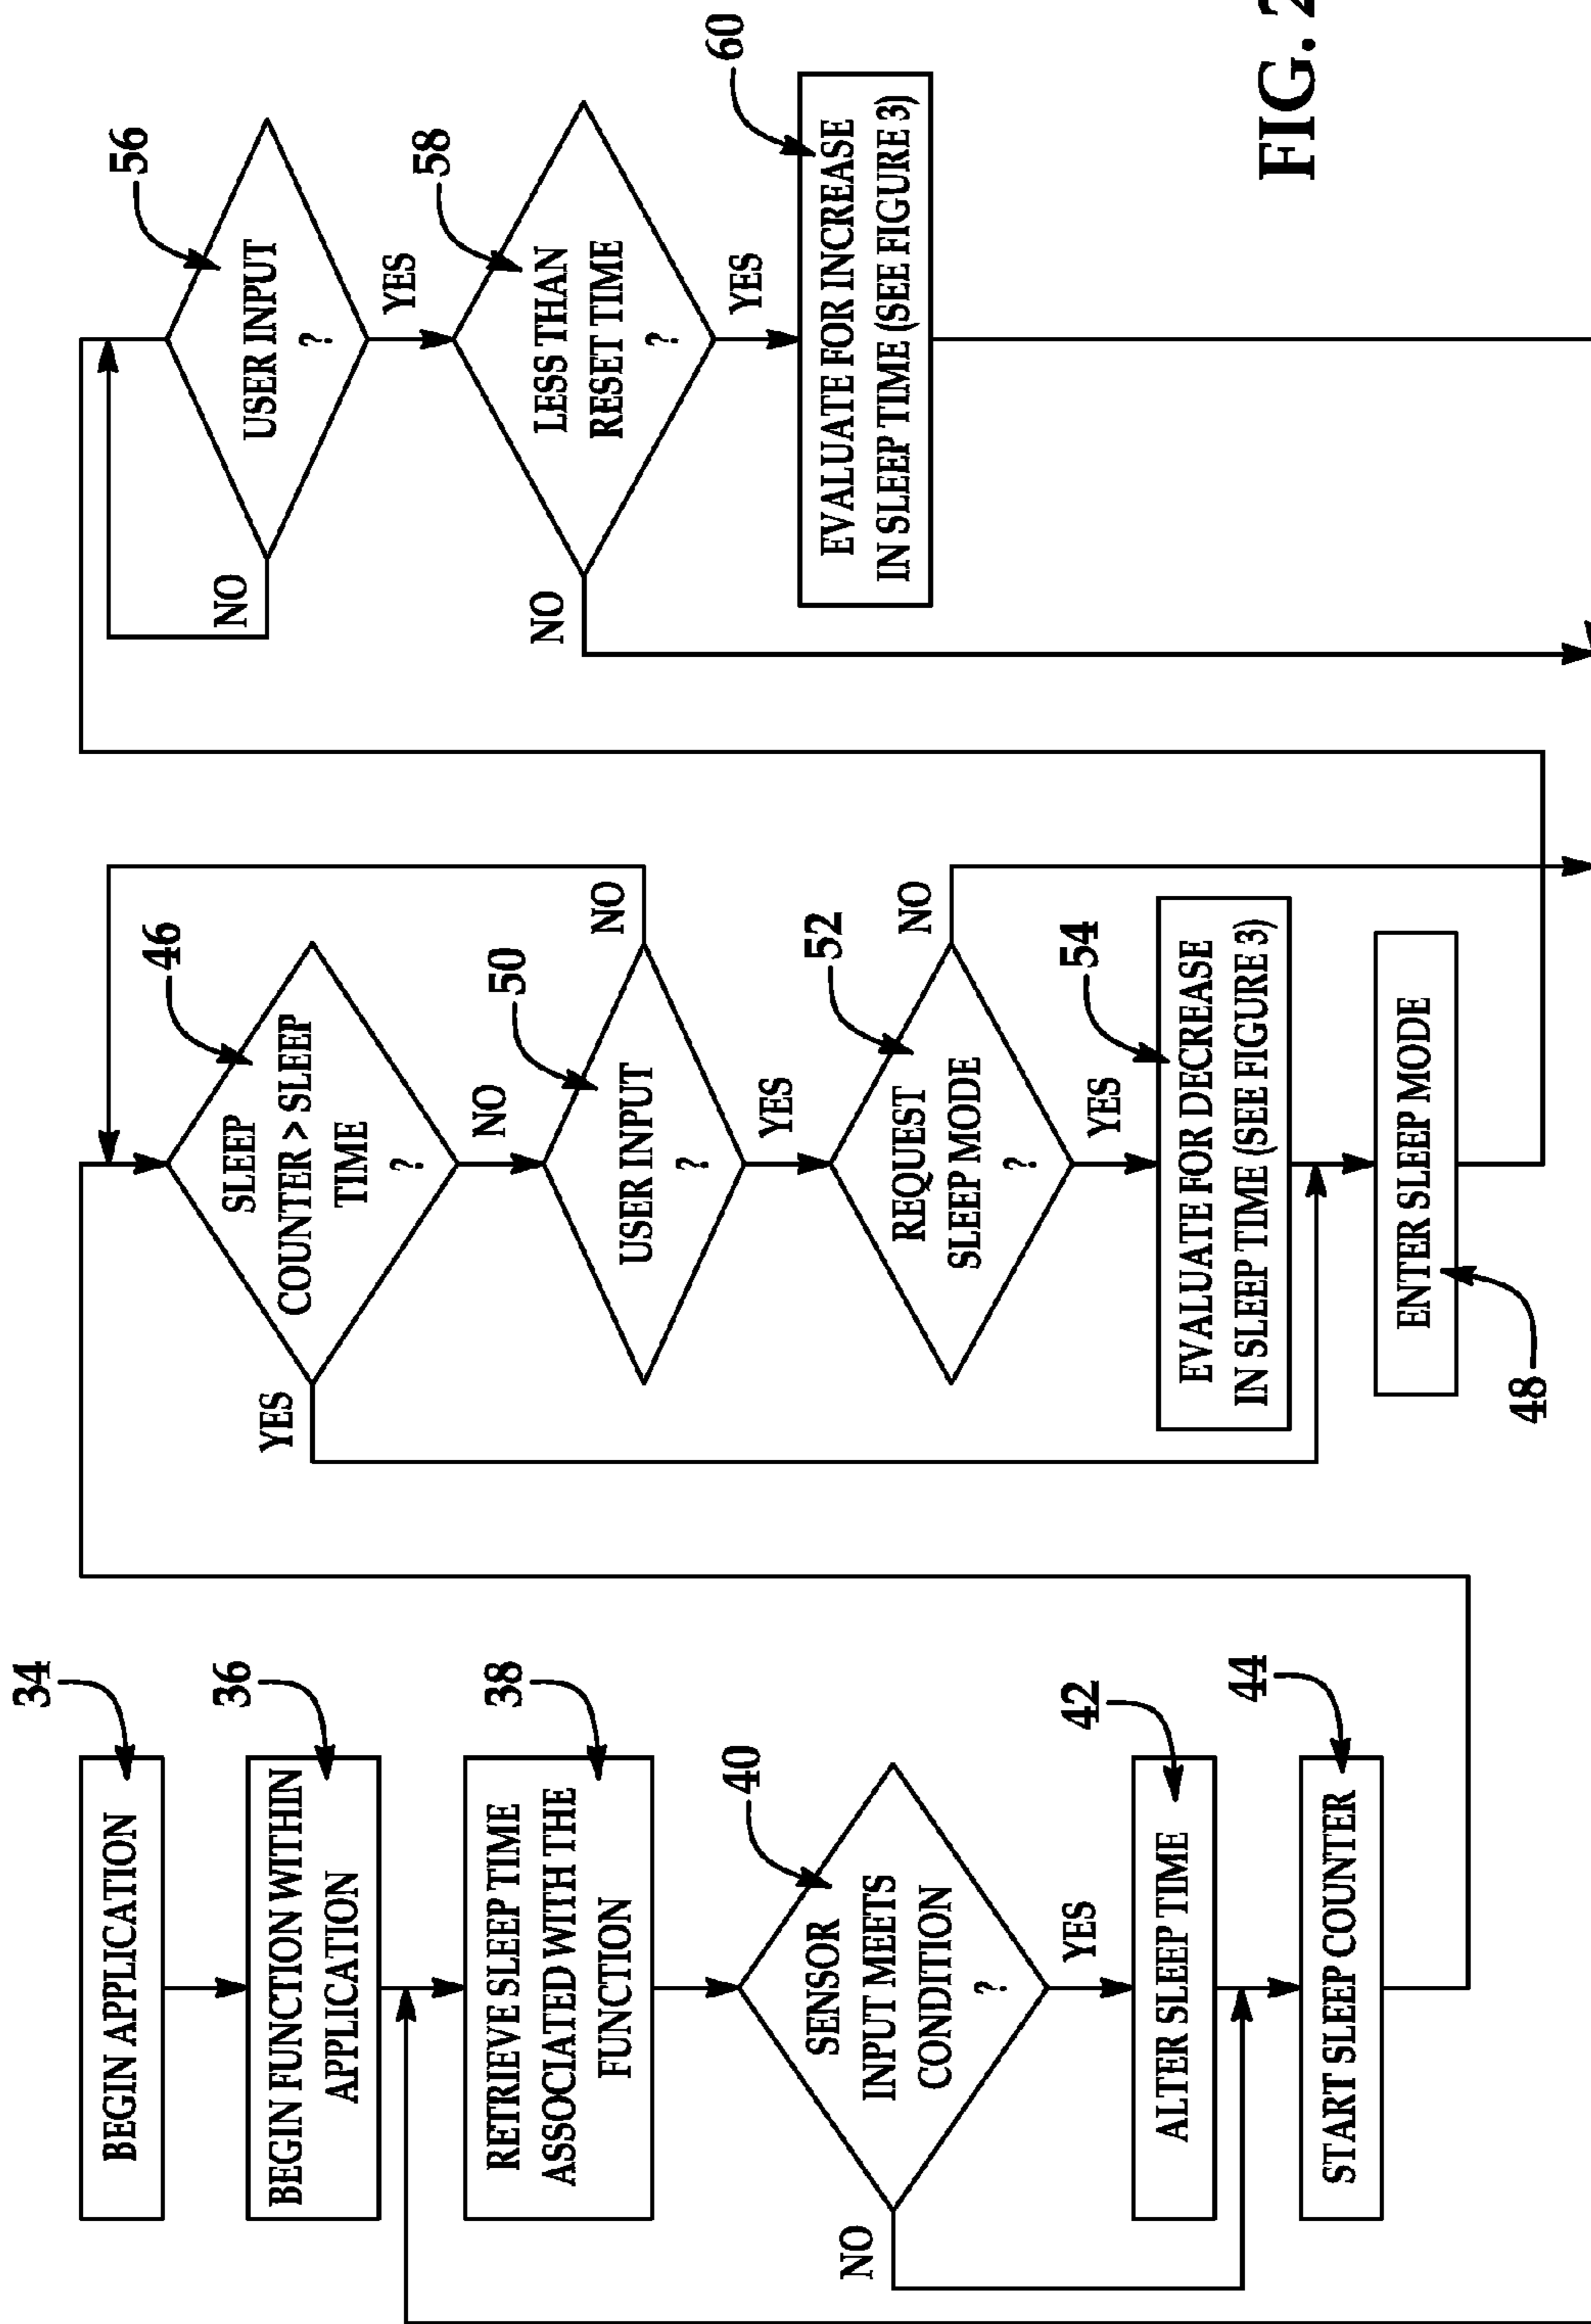 34
BEGIN APPLICATION
36
BEGIN FUNCTION WITHIN
APPLICATION
38
RETRIEVE SLEEP TIME
ASSOCIATED WITH THE
FUNCTION
40
SENSOR
INPUT MEETS
CONDITION
?
NO
YES
42
ALTER SLEEP TIME
44
START SLEEP COUNTER
46
SLEEP
COUNTER > SLEEP
TIME
?
YES
NO
50
USER INPUT
?
NO
YES
52
REQUEST
SLEEP MODE
?
NO
YES
54
EVALUATE FOR DECREASE
IN SLEEP TIME (SEE FIGURE 3)
ENTER SLEEP MODE
48
56
USER INPUT
?
NO
YES
58
LESS THAN
RESET TIME
?
NO
YES
60
EVALUATE FOR INCREASE
IN SLEEP TIME (SEE FIGURE 3)
FIG. 2